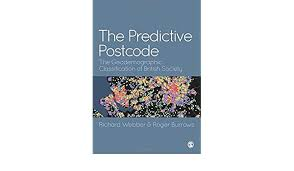 The Predictive
Postcode
The Geodemographic
Classification of British Society
Richard Webber & Roger Burrows